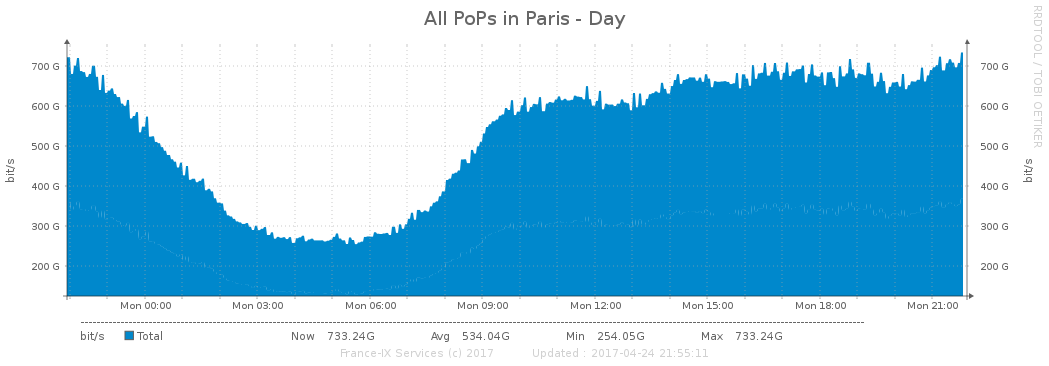 All PoPs in Paris - Day
RRDTOOL / TOBI OETIKER
bit/s
700 G
600 G
500 G
400 G
300 G
200 G
700 G
600 G
500 G
400 G
300 G
200 G
bit/s
Mon 00:00 Mon 03:00 Mon 06:00 Mon 09:00 Mon 12:00 Mon 15:00 Mon 18:00 Mon 21:00
bit/s Total Now 733.24G Avg 534.04G Min 254.05G Max 733.24G
France-IX Services (c) 2017 Updated : 2017-04-24 21:55:11